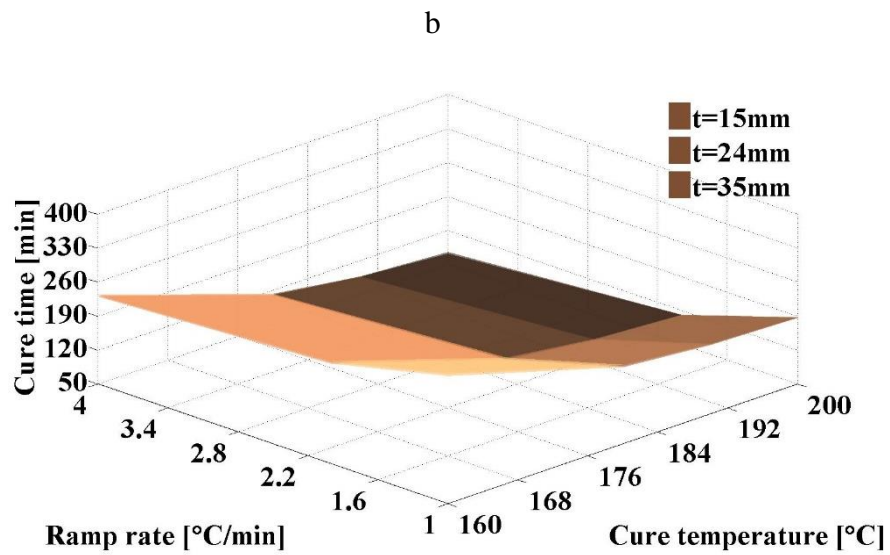 b
t=15mm
t=24mm
t=35mm
Cure time [min]
400
330
260
190
120
50
4
3.4
2.8
2.2
1.6
1
160
168
176
184
192
200
Ramp rate [°C/min]
Cure temperature [°C]